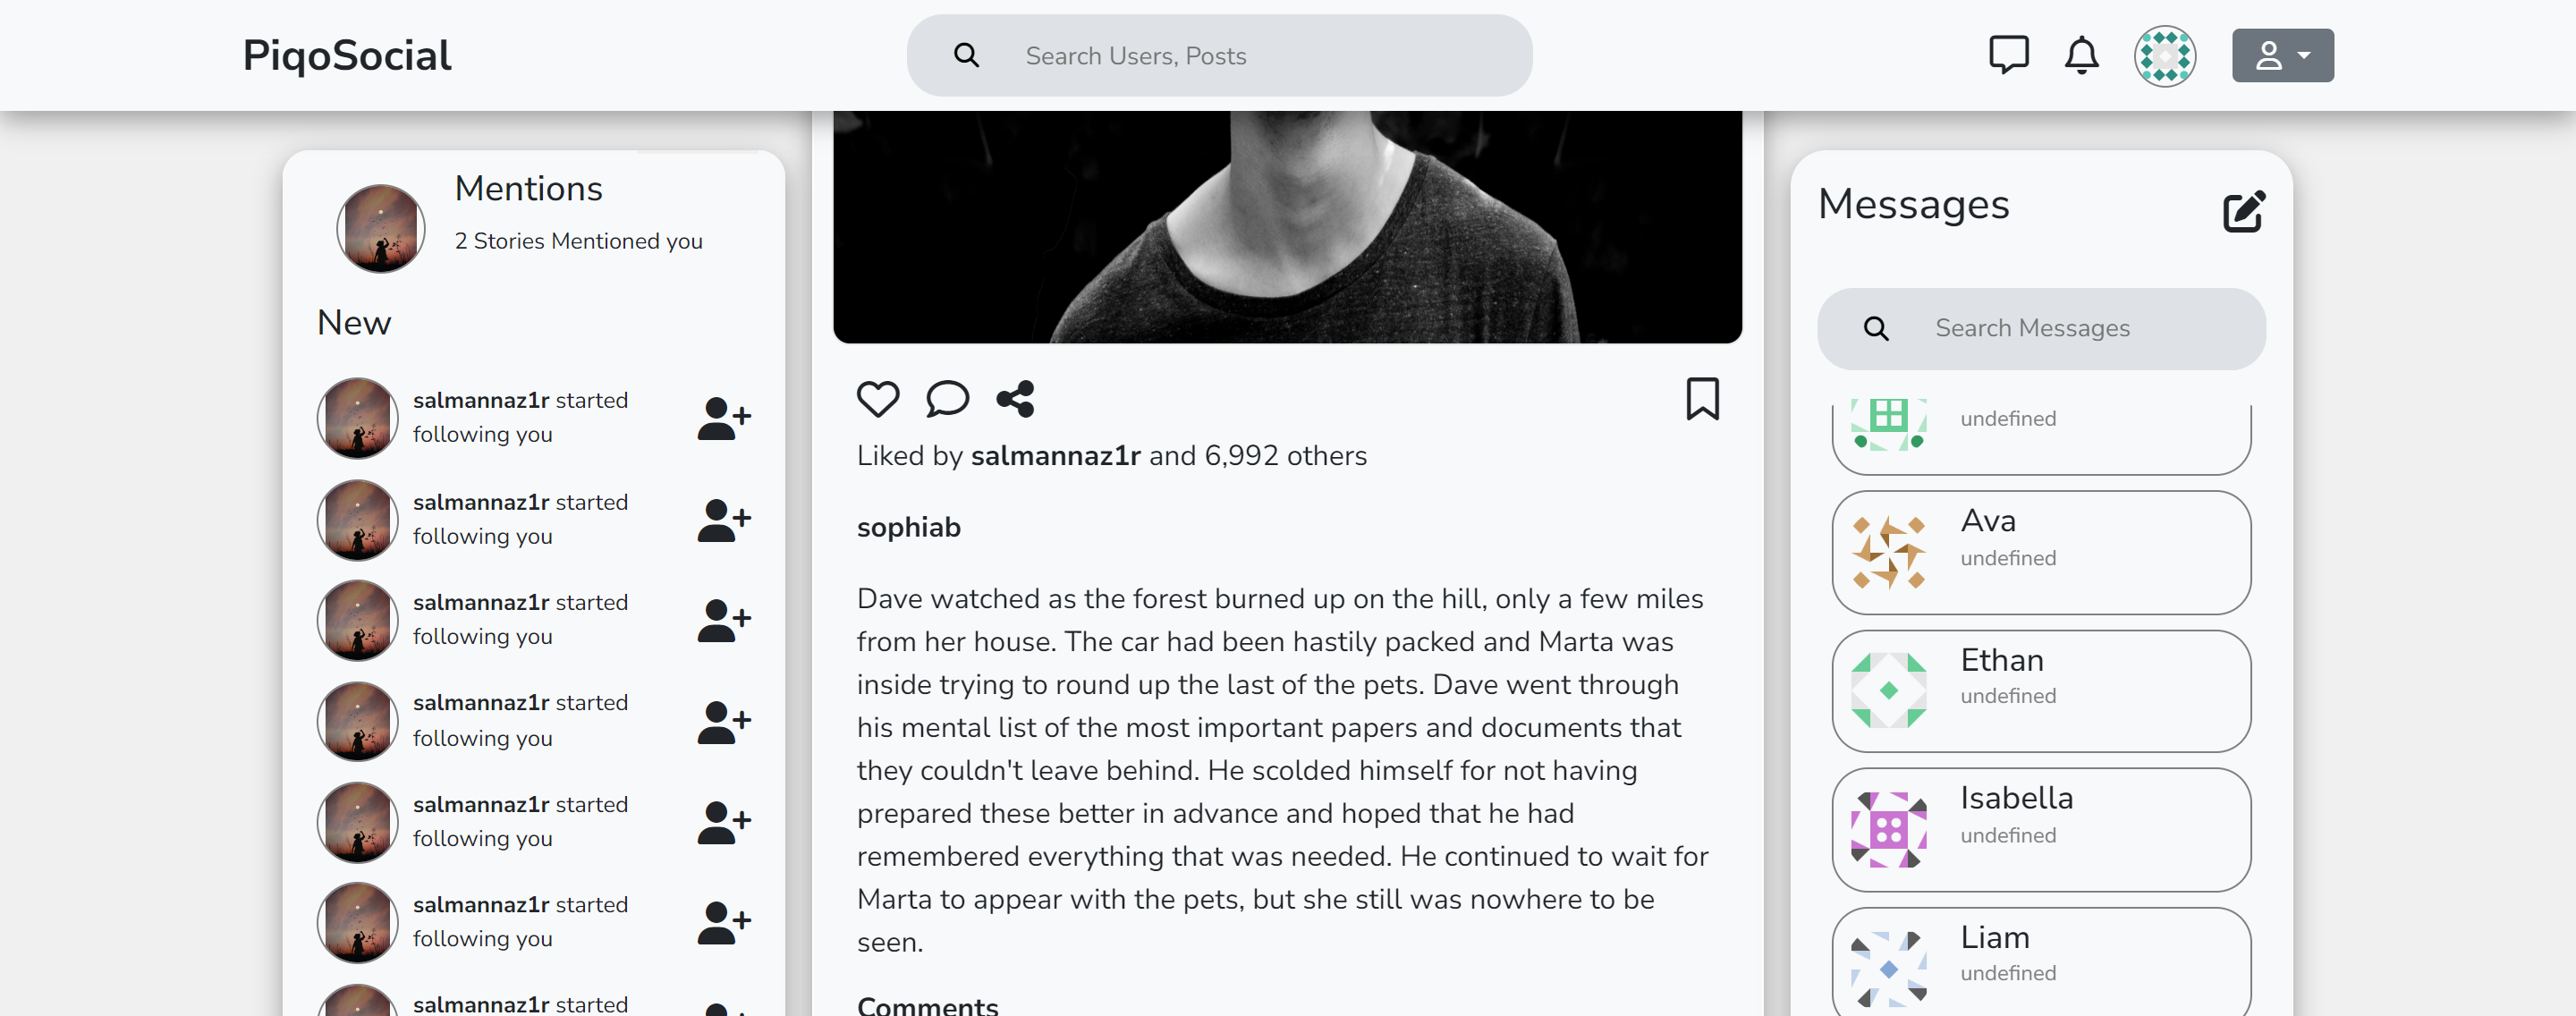 PiqoSocial
Search Users, Posts
Mentions
2 Stories Mentioned you
New
salmannaz1r started
following you
salmannaz1r started
following you
salmannaz1r started
following you
salmannaz1r started
following you
salmannaz1r started
following you
salmannaz1r started
following you
salmannaz1r started
Liked by salmannaz1r and 6,992 others
sophiab
Dave watched as the forest burned up on the hill, only a few miles
from her house. The car had been hastily packed and Marta was
inside trying to round up the last of the pets. Dave went through
his mental list of the most important papers and documents that
they couldn't leave behind. He scolded himself for not having
prepared these better in advance and hoped that he had
remembered everything that was needed. He continued to wait for
Marta to appear with the pets, but she still was nowhere to be
seen.
Comments
Messages
Search Messages
undefined
Ava
undefined
Ethan
undefined
Isabella
undefined
Liam
undefined